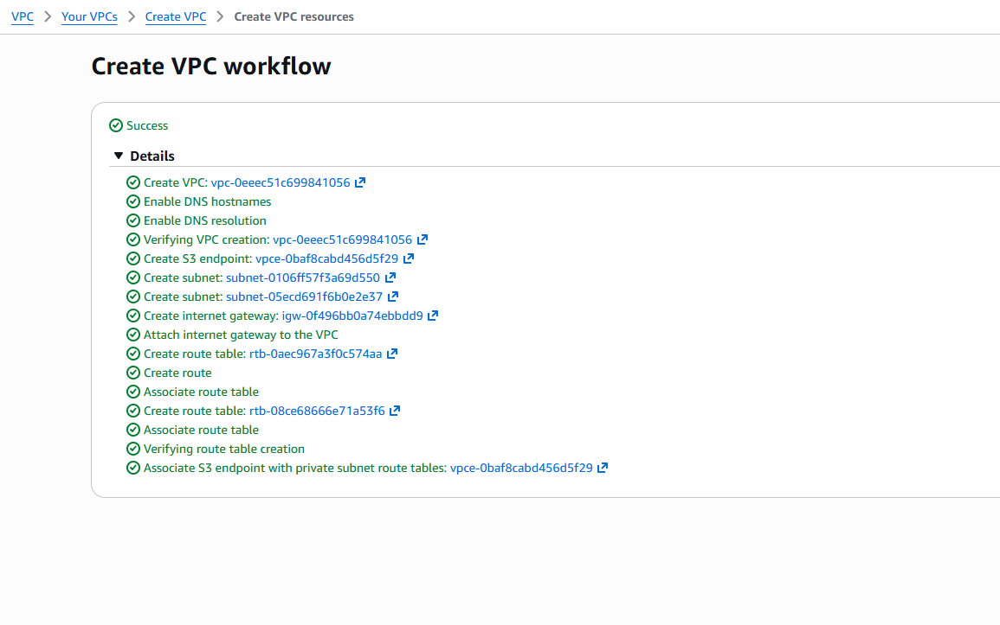 VPC > Your VPCs > Create VPC > Create VPC resources
Create VPC workflow
Success
Details
Create VPC: vpc-0eeec51c699841056
Enable DNS hostnames
Enable DNS resolution
Verifying VPC creation: vpc-0eeec51c699841056
Create S3 endpoint: vpce-0baf8cabd456d5f29
Create subnet: subnet-0106ff57f3a69d550
Create subnet: subnet-05ecd691f6b0e2e37
Create internet gateway: igw-0f496bb0a74ebbdd9
Attach internet gateway to the VPC
Create route table: rtb-0aec967a3f0c574aa
Create route
Associate route table
Create route table: rtb-08ce68666e71a53f6
Associate route table
Verifying route table creation
Associate S3 endpoint with private subnet route tables: vpce-0baf8cabd456d5f29